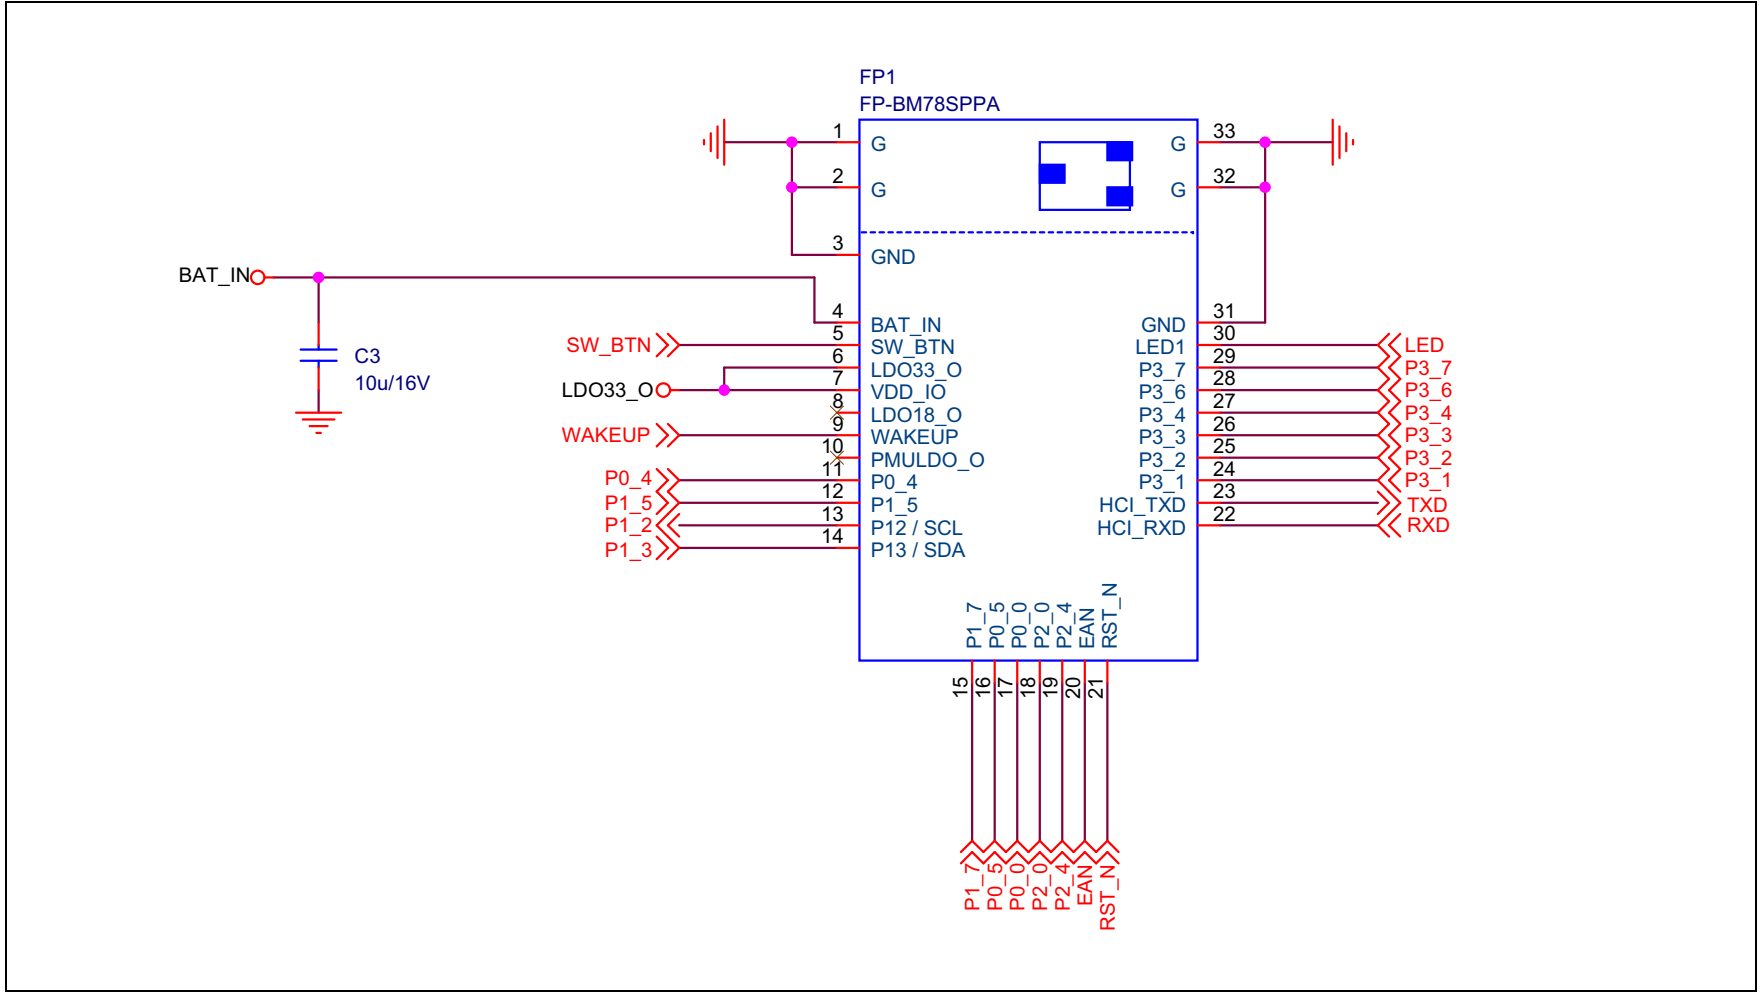 FP1
FP-BM78SPPA
1
G
G
33
2
G
G
32
3
GND
BAT_IN
4
BAT_IN
GND
31
SW_BTN
5
SW_BTN
LED1
30
LED
6
LDO33_O
P3_7
29
P3_7
LDO33_O
7
VDD_IO
P3_6
28
P3_6
8
LDO18_O
P3_4
27
P3_4
WAKEUP
9
WAKEUP
P3_3
26
P3_3
10
PMULDO_O
P3_2
25
P3_2
P0_4
11
P0_4
P3_1
24
P3_1
P1_5
12
P1_5
HCI_TXD
23
TXD
P1_2
13
P12 / SCL
HCI_RXD
22
RXD
P1_3
14
P13 / SDA
C3
10u/16V
P1_7
P0_5
P0_0
P2_0
P2_4
EAN
RST_N
15
16
17
18
19
20
21
P1_7
P0_5
P0_0
P2_0
P2_4
EAN
RST_N